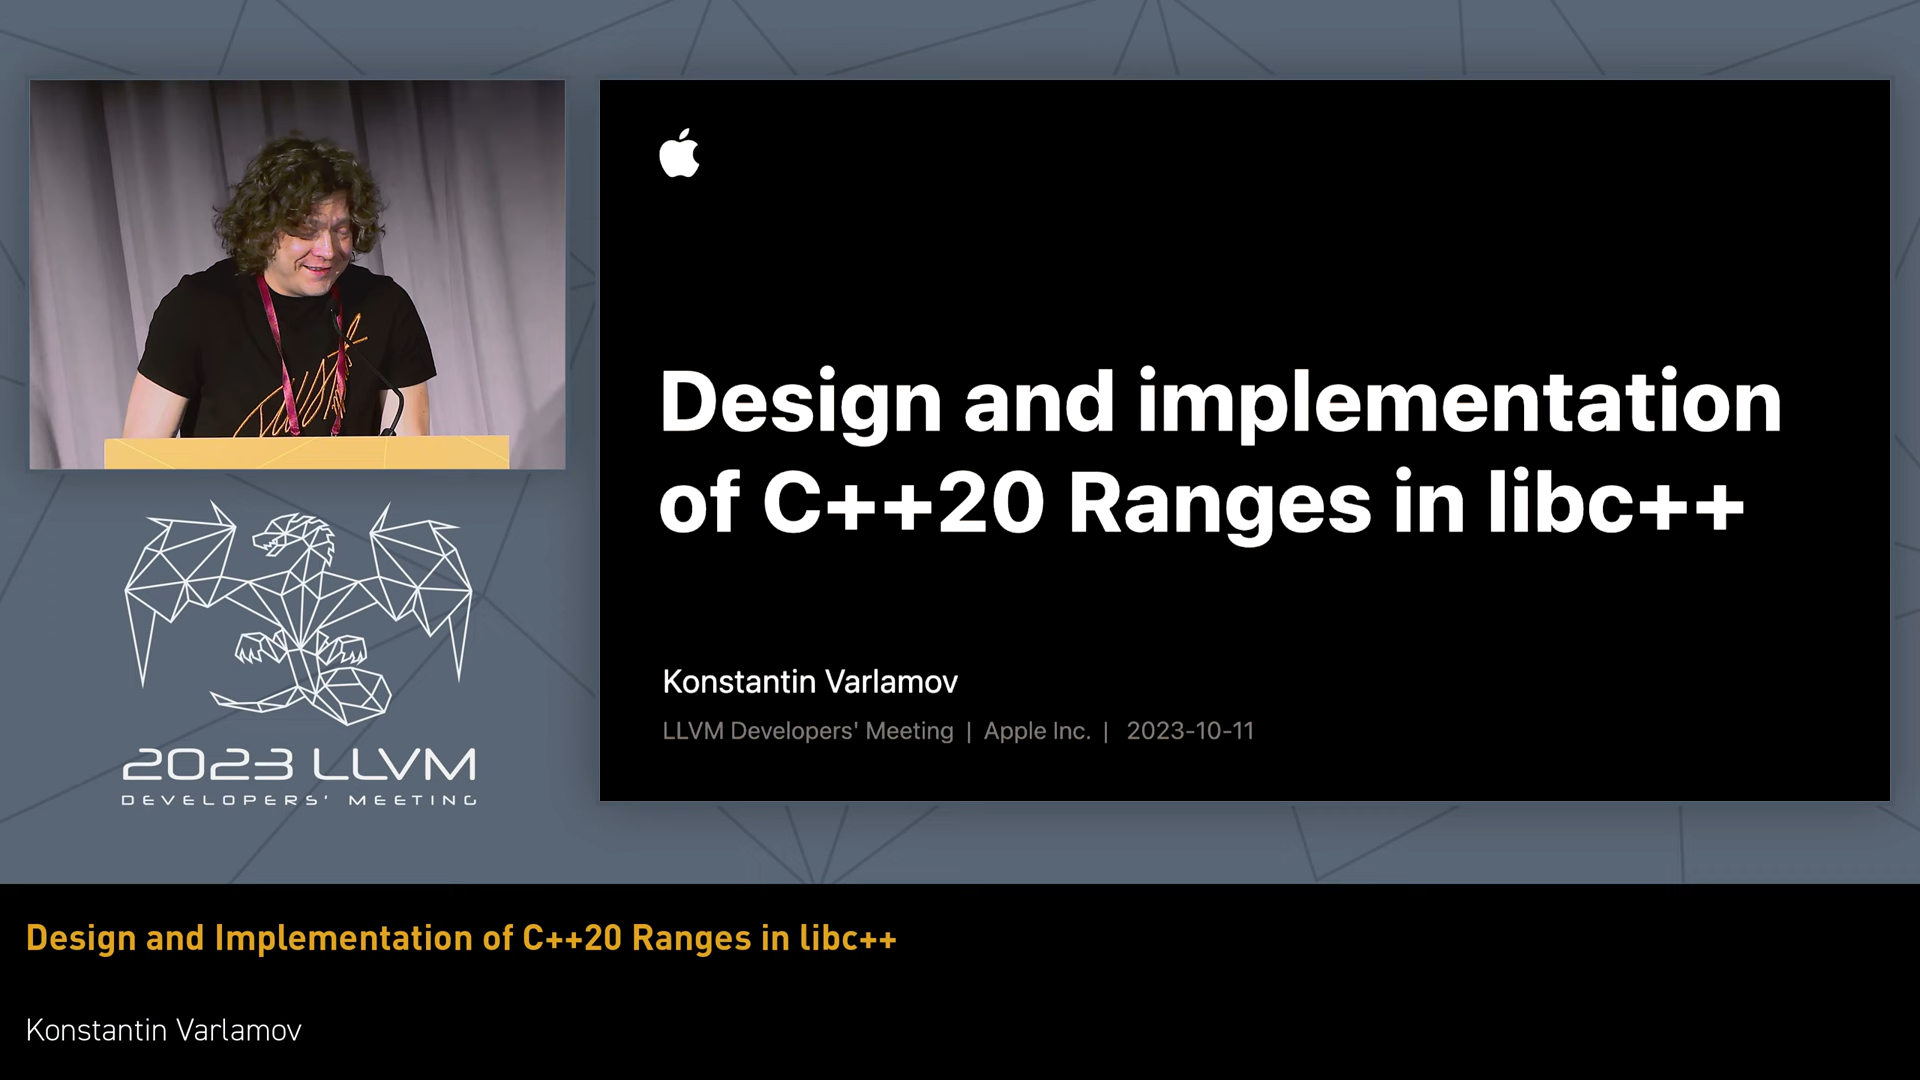 Design and implementation
of C++20 Ranges in libc++
Konstantin Varlamov
LLVM Developers' Meeting | Apple Inc. | 2023-10-11
2023 LLVM
DEVELOPERS' MEETING
Design and Implementation of C++20 Ranges in libc++
Konstantin Varlamov